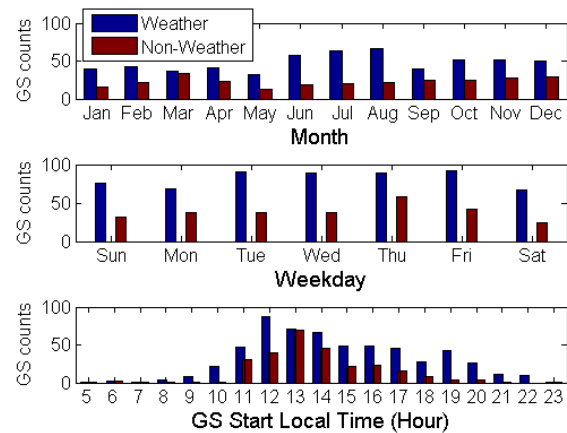 100
Weather
Non-Weather
GS counts
50
0
Jan Feb Mar Apr May Jun Jul Aug Sep Oct Nov Dec
Month
100
GS counts
50
0
Sun Mon Tue Wed Thu Fri Sat
Weekday
100
GS counts
50
0
5 6 7 8 9 10 11 12 13 14 15 16 17 18 19 20 21 22 23
GS Start Local Time (Hour)